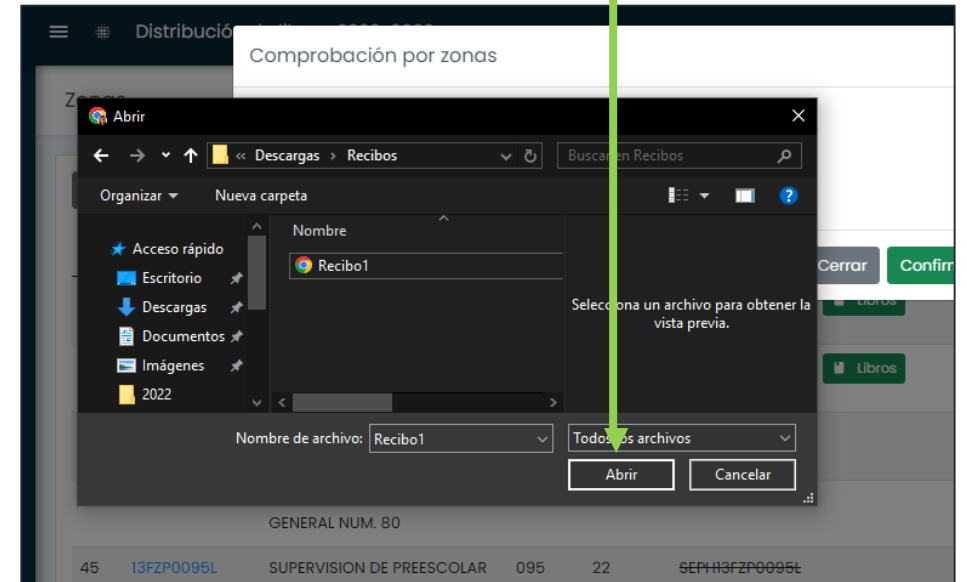 Distribució
Comprobación por zonas
Abrir
« Descargas > Recibos
Buscar en Recibos
Organizar
Nueva carpeta
Nombre
Acceso rápido
Escritorio
Descargas
Documentos
Imágenes
2022
Recibo1
Selecciona un archivo para obtener la
vista previa.
Cerrar
Confirm
Libros
Libros
Nombre de archivo: Recibo1
Todos los archivos
Abrir
Cancelar
GENERAL NUM. 80
45 13FZP0095L SUPERVISION DE PREESCOLAR 095 22 SEPH13FZP0095L